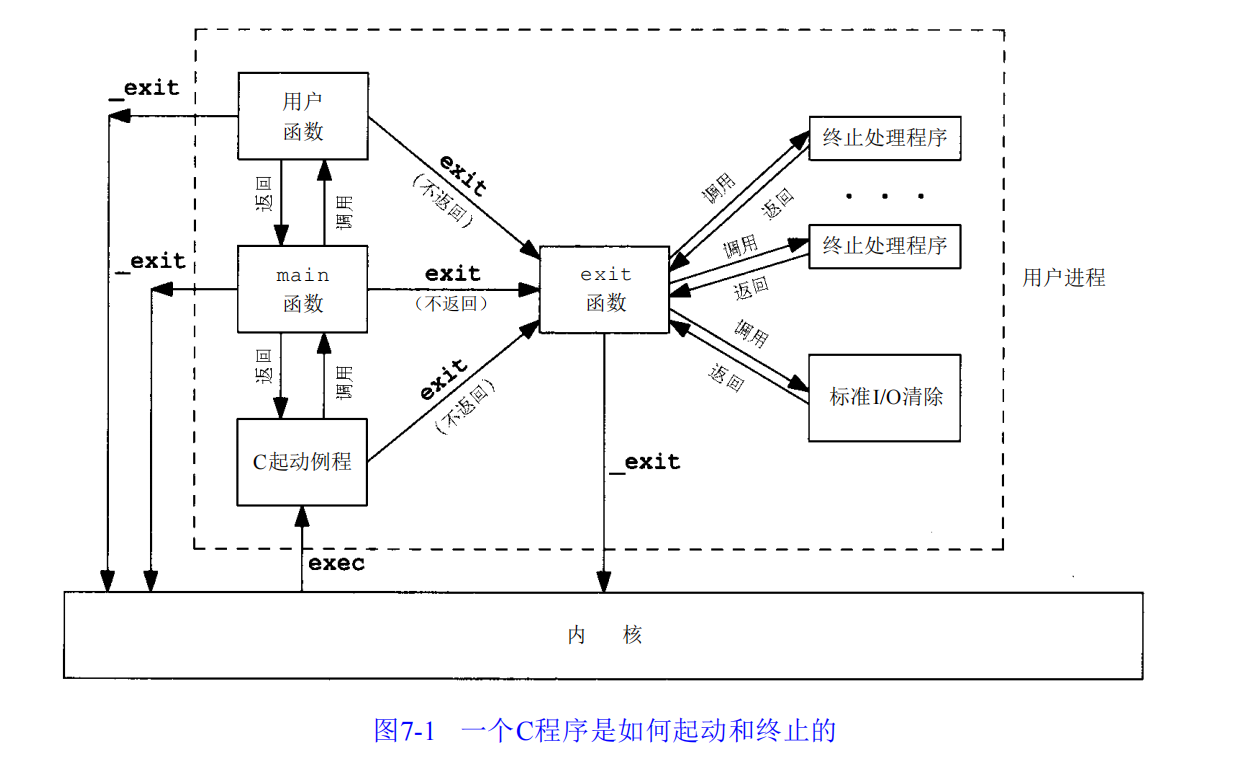 _exit
用户
函数
终止处理程序
exit
(不返回)
返回
调用
调用
返回
. . .
_exit
main
函数
exit
(不返回)
exit
函数
调用
返回
终止处理程序
用户进程
返回
调用
exit
(不返回)
调用
返回
标准I/O清除
C起动例程
_exit
exec
内 核
图7-1 一个C程序是如何起动和终止的